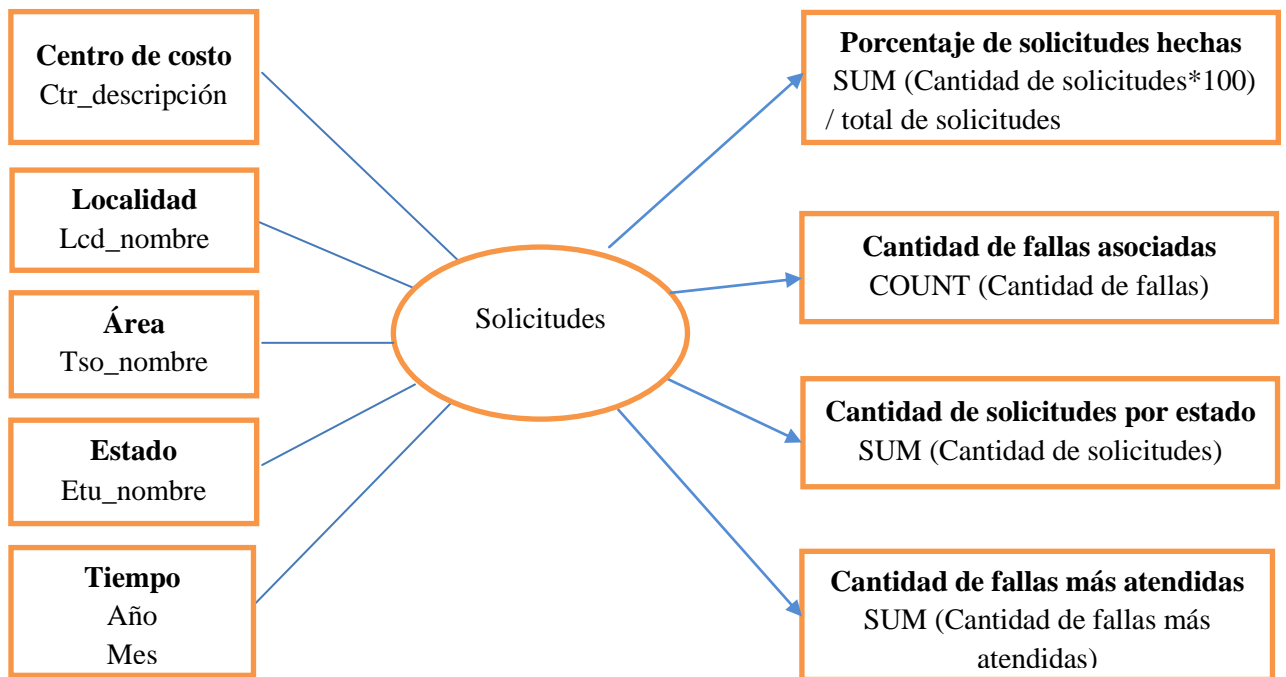 Centro de costo
Ctr_descripción
Localidad
Lcd_nombre
Área
Tso_nombre
Estado
Etu_nombre
Tiempo
Año
Mes
Solicitudes
Porcentaje de solicitudes hechas
SUM (Cantidad de solicitudes*100)
/ total de solicitudes
Cantidad de fallas asociadas
COUNT (Cantidad de fallas)
Cantidad de solicitudes por estado
SUM (Cantidad de solicitudes)
Cantidad de fallas más atendidas
SUM (Cantidad de fallas más
atendidas)